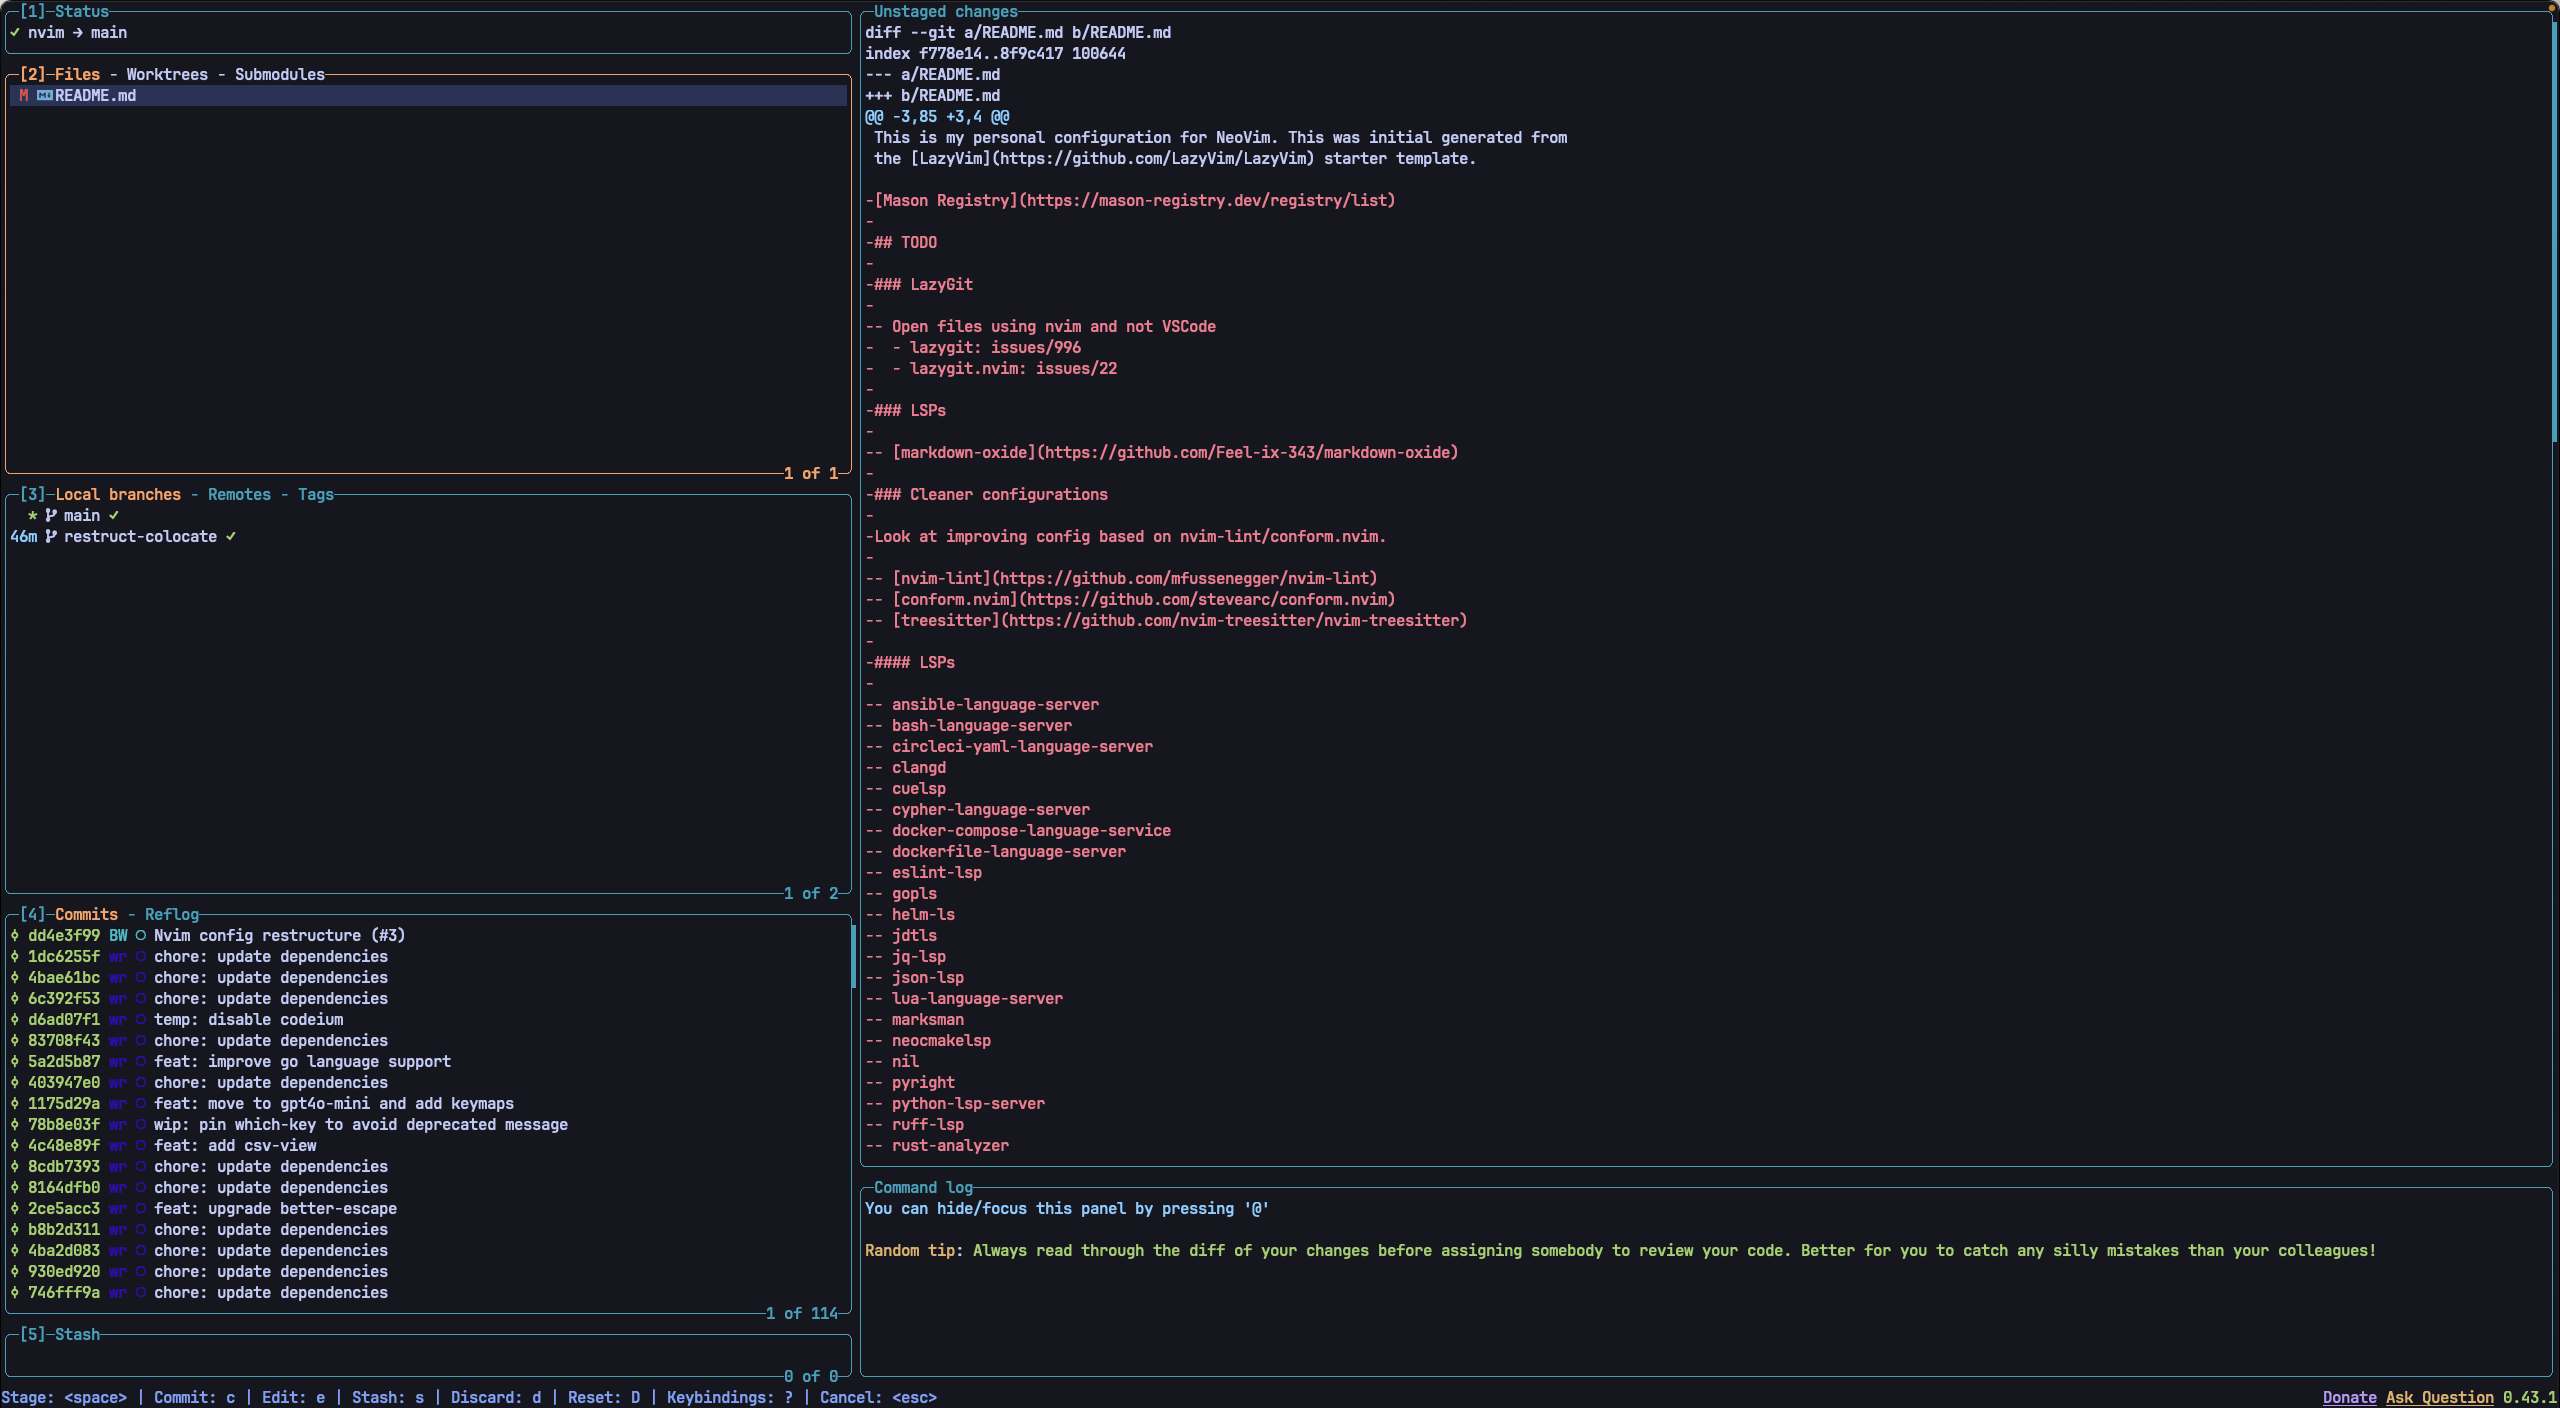 [1]-Status
✓ nvim → main
[2]-Files - Worktrees - Submodules
M README.md
1 of 1
[3]-Local branches - Remotes - Tags
* main ✓
46m restruct-colocate ✓
1 of 2
[4]-Commits - Reflog
dd4e3f99 BW Nvim config restructure (#3)
1dc6255f wr chore: update dependencies
4bae61bc wr chore: update dependencies
6c392f53 wr chore: update dependencies
d6ad07f1 wr temp: disable codeium
83708f43 wr chore: update dependencies
5a2d5b87 wr feat: improve go language support
403947e0 wr chore: update dependencies
1175d29a wr feat: move to gpt4o-mini and add keymaps
78b8e03f wr wip: pin which-key to avoid deprecated message
4c48e89f wr feat: add csv-view
8cdb7393 wr chore: update dependencies
8164dfb0 wr chore: update dependencies
2ce5acc3 wr feat: upgrade better-escape
b8b2d311 wr chore: update dependencies
4ba2d083 wr chore: update dependencies
930ed920 wr chore: update dependencies
746fff9a wr chore: update dependencies
1 of 114
[5]-Stash
0 of 0
Unstaged changes
diff --git a/README.md b/README.md
index f778e14..8f9c417 100644
--- a/README.md
+++ b/README.md
@@ -3,85 +3,4 @@
This is my personal configuration for NeoVim. This was initial generated from
the [LazyVim](https://github.com/LazyVim/LazyVim) starter template.
-[Mason Registry](https://mason-registry.dev/registry/list)
-
-## TODO
-
-### LazyGit
-
-- Open files using nvim and not VSCode
-  - lazygit: issues/996
-  - lazygit.nvim: issues/22
-
-### LSPs
-
-- [markdown-oxide](https://github.com/Feel-ix-343/markdown-oxide)
-
-### Cleaner configurations
-
-Look at improving config based on nvim-lint/conform.nvim.
-
-- [nvim-lint](https://github.com/mfussenegger/nvim-lint)
-- [conform.nvim](https://github.com/stevearc/conform.nvim)
-- [treesitter](https://github.com/nvim-treesitter/nvim-treesitter)
-
-#### LSPs
-
-- ansible-language-server
-- bash-language-server
-- circleci-yaml-language-server
-- clangd
-- cuelsp
-- cypher-language-server
-- docker-compose-language-service
-- dockerfile-language-server
-- eslint-lsp
-- gopls
-- helm-ls
-- jdtls
-- jq-lsp
-- json-lsp
-- lua-language-server
-- marksman
-- neocmakelsp
-- nil
-- pyright
-- python-lsp-server
-- ruff-lsp
-- rust-analyzer
Command log
You can hide/focus this panel by pressing '@'
Random tip: Always read through the diff of your changes before assigning somebody to review your code. Better for you to catch any silly mistakes than your colleagues!
Stage: <space> | Commit: c | Edit: e | Stash: s | Discard: d | Reset: D | Keybindings: ? | Cancel: <esc>
Donate Ask Question 0.43.1